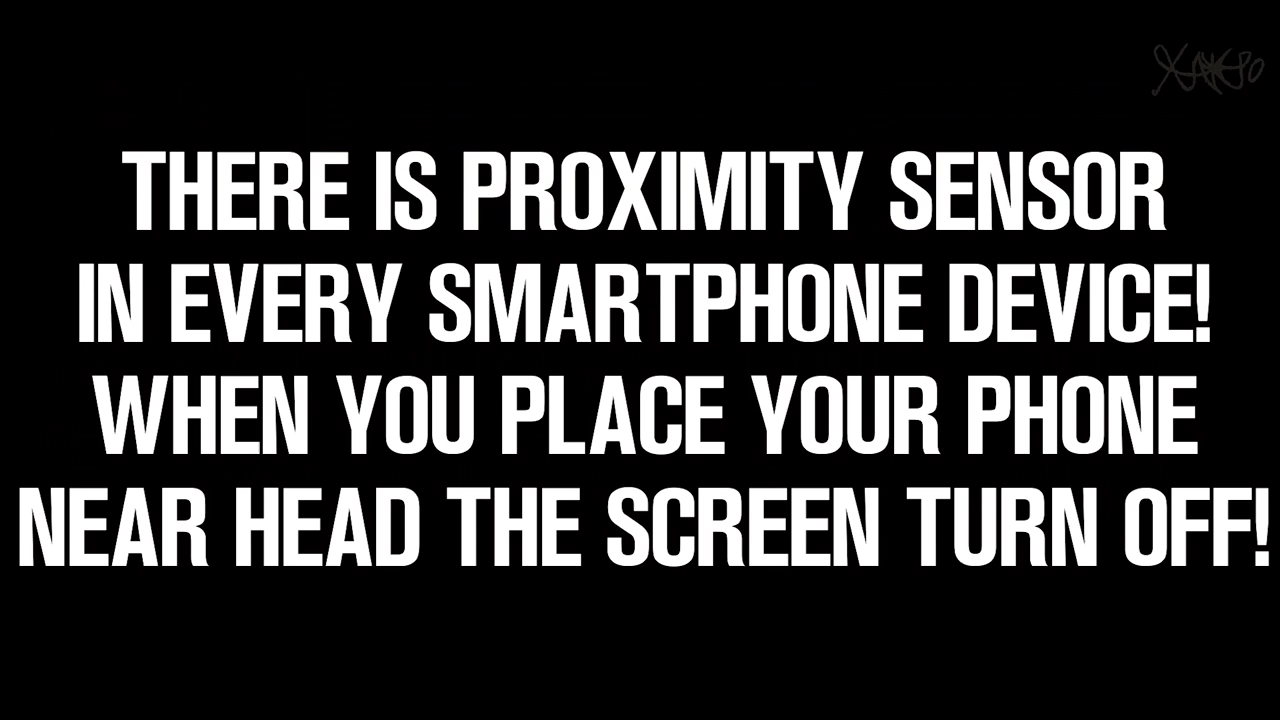 THERE IS PROXIMITY SENSOR
IN EVERY SMARTPHONE DEVICE!
WHEN YOU PLACE YOUR PHONE
NEAR HEAD THE SCREEN TURN OFF!